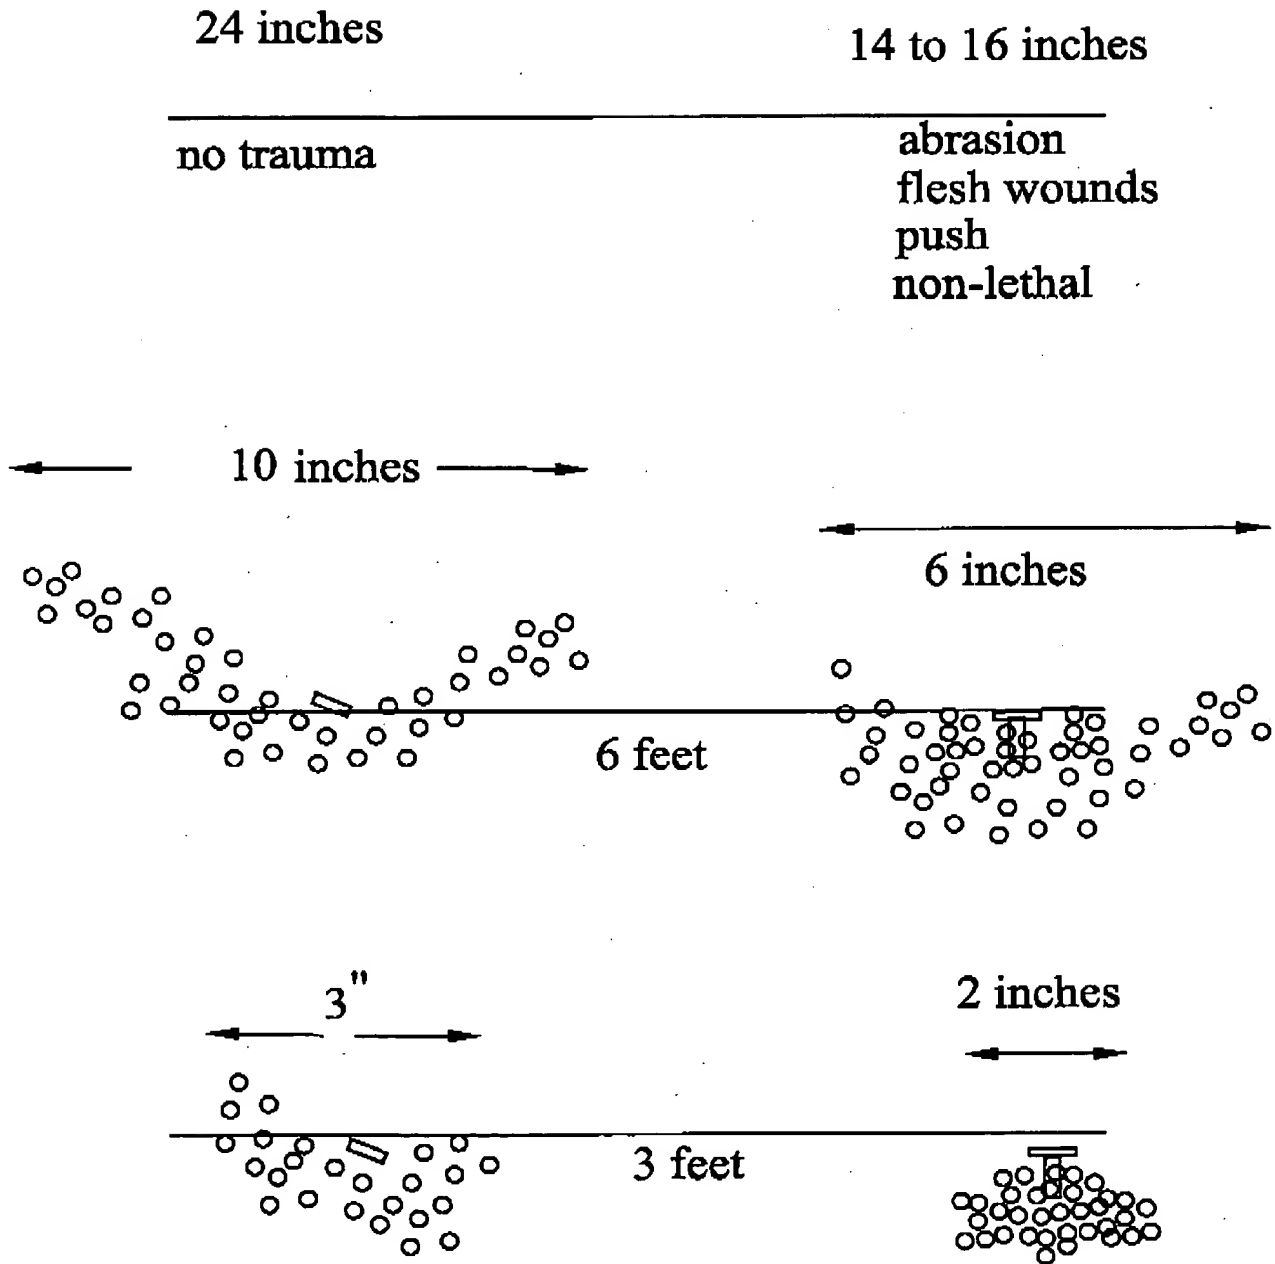 24 inches
14 to 16 inches
no trauma
abrasion
flesh wounds
push
non-lethal
10 inches
6 inches
6 feet
3"
2 inches
3 feet